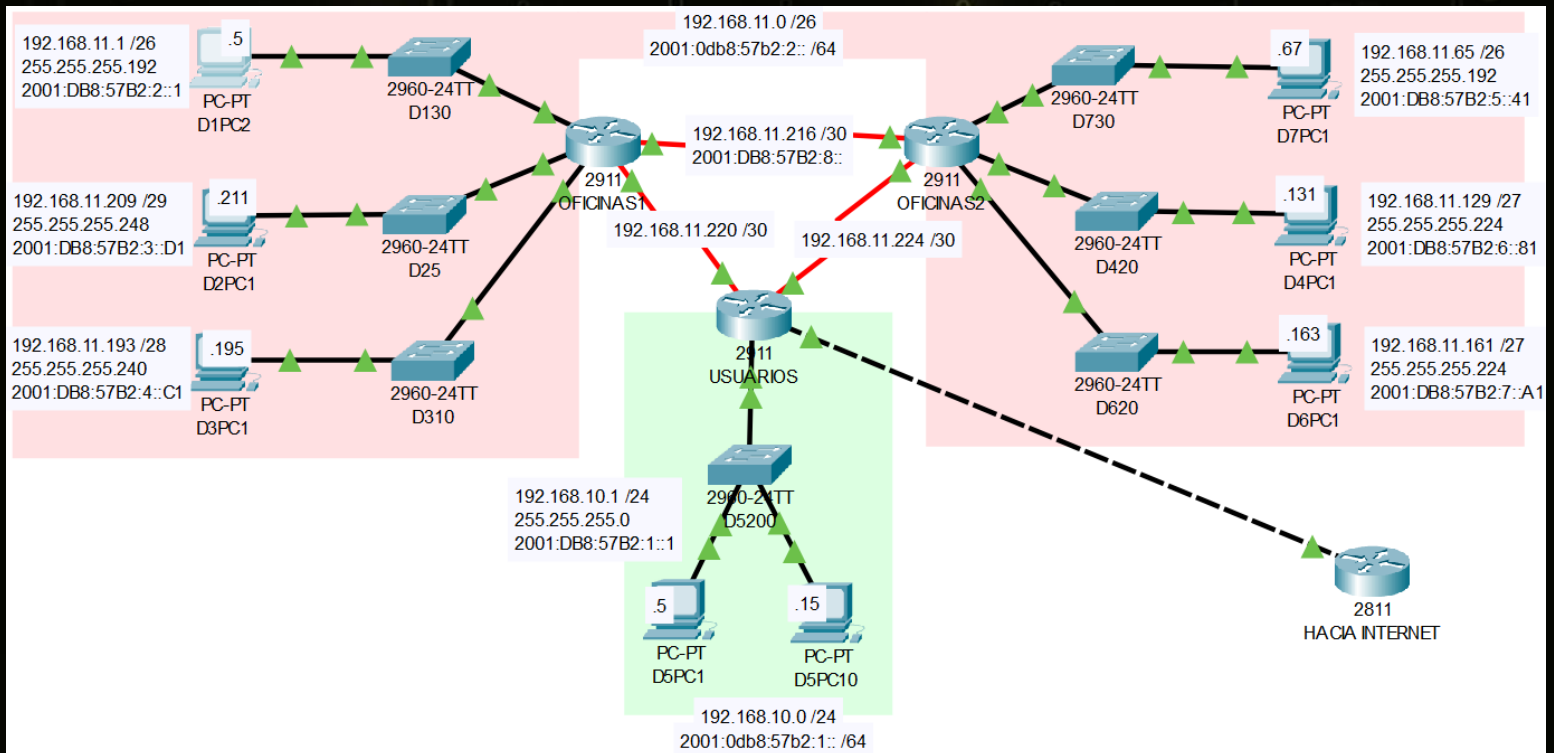 192.168.11.0 /26
2001:0db8:57b2:2:: /64
192.168.11.1 /26
255.255.255.192
2001:DB8:57B2:2::1
.5
PC-PT
D1PC2
2960-24TT
D130
192.168.11.209 /29
255.255.255.248
2001:DB8:57B2:3::D1
.211
PC-PT
D2PC1
2960-24TT
D25
192.168.11.193 /28
255.255.255.240
2001:DB8:57B2:4::C1
.195
PC-PT
D3PC1
2960-24TT
D310
2911
OFICINAS1
192.168.11.216 /30
2001:DB8:57B2:8::
2911
OFICINAS2
192.168.11.220 /30
192.168.11.224 /30
2960-24TT
D730
.67
PC-PT
D7PC1
192.168.11.65 /26
255.255.255.192
2001:DB8:57B2:5::41
2960-24TT
D420
.131
PC-PT
D4PC1
192.168.11.129 /27
255.255.255.224
2001:DB8:57B2:6::81
2960-24TT
D620
.163
PC-PT
D6PC1
192.168.11.161 /27
255.255.255.224
2001:DB8:57B2:7::A1
2911
USUARIOS
192.168.10.1 /24
255.255.255.0
2001:DB8:57B2:1::1
2960-24TT
D5200
.5
PC-PT
D5PC1
.15
PC-PT
D5PC10
192.168.10.0 /24
2001:0db8:57b2:1:: /64
2811
HACIA INTERNET